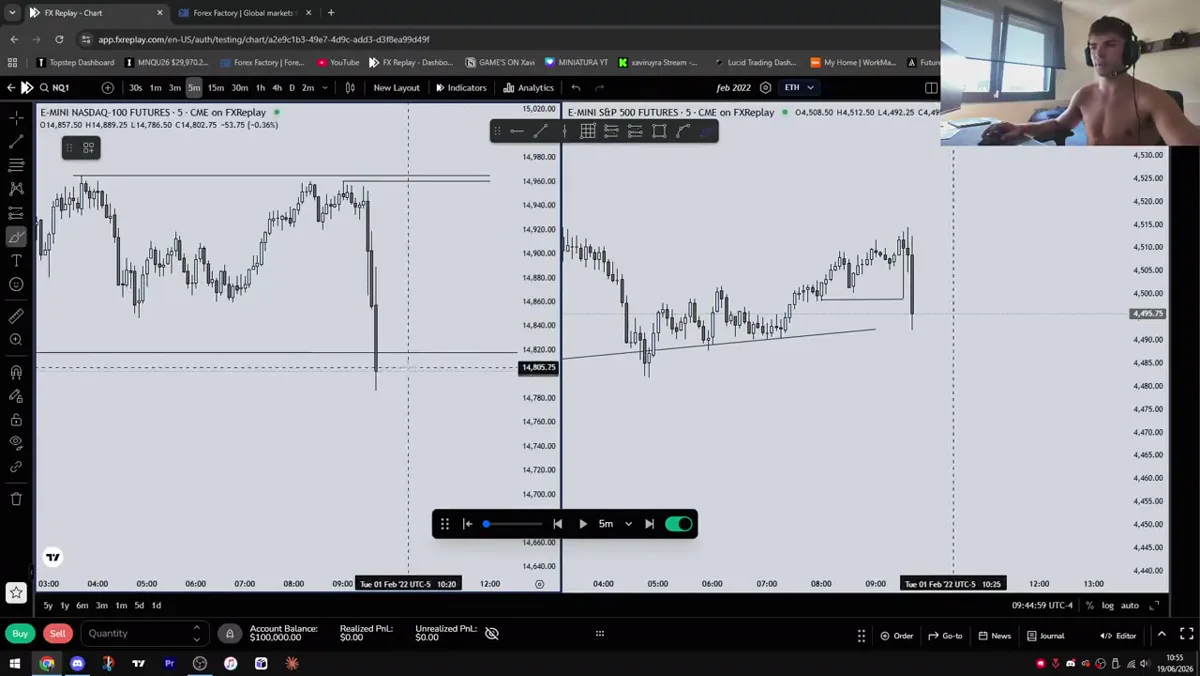 FX Replay - Chart
Forex Factory | Global markets
app.fxreplay.com/en-US/auth/testing/chart/a2e9c1b3-49e7-4d9c-add3-d3f8ea99d49f
Topstep Dashboard
MNQU26 $29,970.2...
Forex Factory | Fore...
YouTube
FX Replay - Dashbo...
GAME'S ON Xavi
MINIATURA YT
xaviruyra Stream -...
Lucid Trading Dash...
My Home | WorkMa...
NQ1
30s 1m 3m 5m 15m 30m 1h 4h D 2m
New Layout
Indicators
Analytics
feb 2022
ETH
E-MINI NASDAQ-100 FUTURES · 5 · CME on FXReplay
O14,857.50 H14,889.25 L14,786.50 C14,802.75 -53.75 (-0.36%)
E-MINI S&P 500 FUTURES · 5 · CME on FXReplay
O4,508.50 H4,512.50 L4,492.25
15,020.00
14,980.00
14,960.00
14,940.00
14,920.00
14,900.00
14,880.00
14,860.00
14,840.00
14,820.00
14,805.75
14,780.00
14,760.00
14,740.00
14,720.00
14,700.00
14,660.00
14,640.00
4,530.00
4,525.00
4,520.00
4,515.00
4,510.00
4,505.00
4,500.00
4,495.75
4,490.00
4,485.00
4,480.00
4,475.00
4,470.00
4,465.00
4,460.00
4,455.00
4,450.00
4,445.00
4,440.00
5m
03:00 04:00 05:00 06:00 07:00 08:00 09:00 Tue 01 Feb '22 UTC-5 10:20 12:00
04:00 05:00 06:00 07:00 08:00 09:00 Tue 01 Feb '22 UTC-5 10:25 12:00 13:00
5y 1y 6m 3m 1m 5d 1d
09:44:59 UTC-4 % log auto
Buy
Sell
Quantity
Account Balance:
$100,000.00
Realized PnL:
$0.00
Unrealized PnL:
$0.00
Order
Go-to
News
Journal
Editor
Pr
10:55
19/06/2026